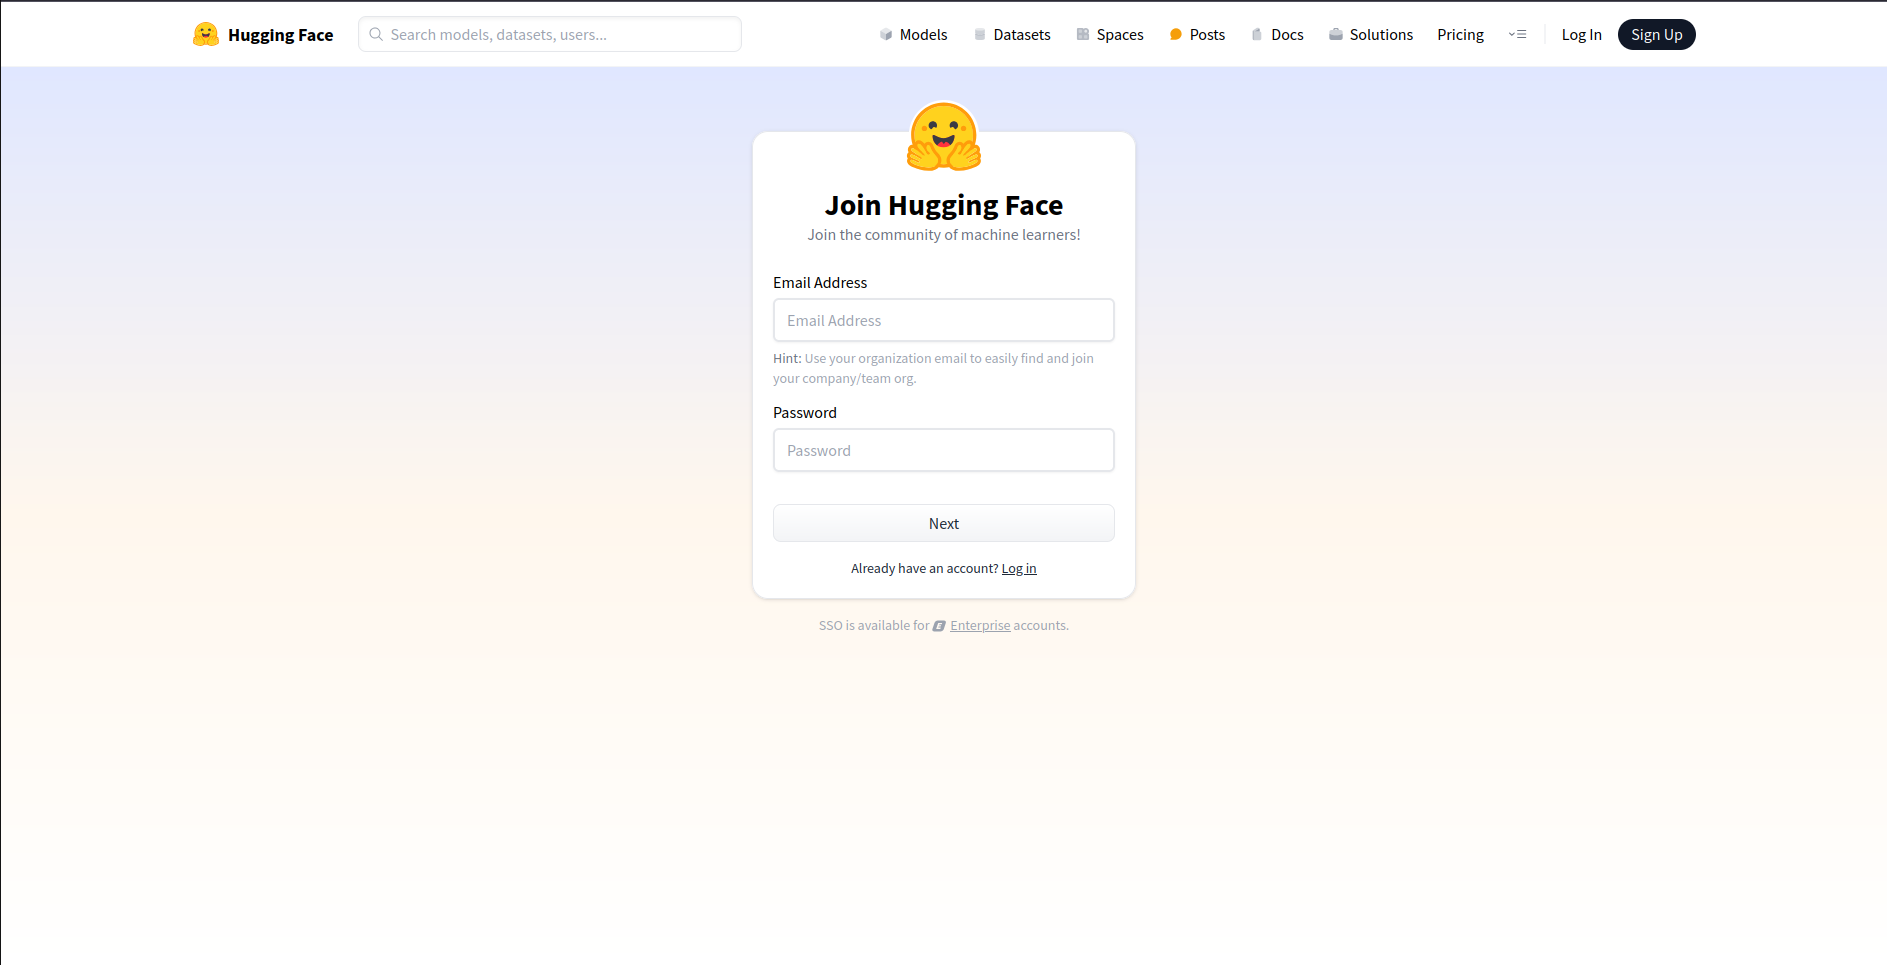 Hugging Face Search models, datasets, users... Models Datasets Spaces Posts Docs Solutions Pricing Log In Sign Up
Join Hugging Face
Join the community of machine learners!
Email Address
Email Address
Hint: Use your organization email to easily find and join
your company/team org.
Password
Password
Next
Already have an account? Log in
SSO is available for E Enterprise accounts.